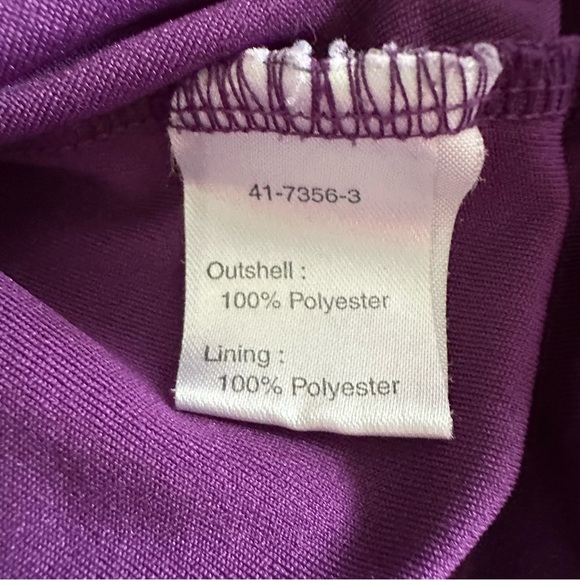 41-7356-3
Outshell :
100% Polyester
Lining :
100% Polyester